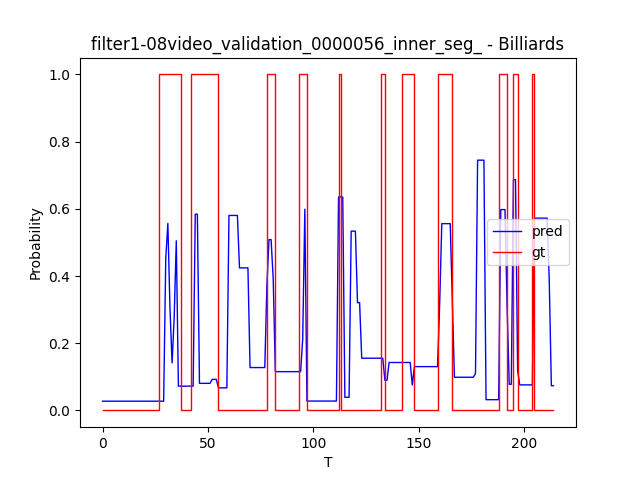 filter1-08video_validation_0000056_inner_seg_ - Billiards
1.0
0.8
0.6
0.4
0.2
0.0
Probability
pred
gt
0
50
100
150
200
T